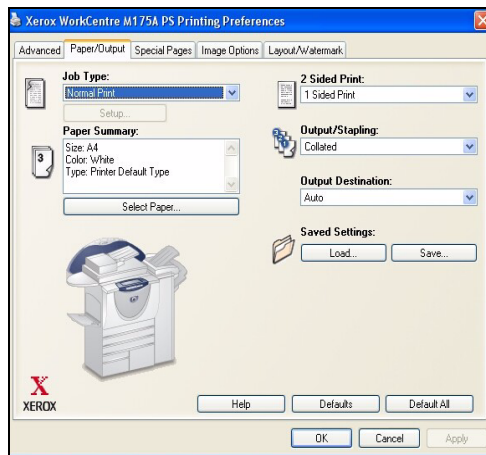 Xerox WorkCentre M175A PS Printing Preferences
Advanced Paper/Output Special Pages Image Options Layout/Watermark
Job Type:
Normal Print
Setup...
Paper Summary:
Size: A4
Color: White
Type: Printer Default Type
3
Select Paper...
2 Sided Print:
1 Sided Print
Output/Stapling:
Collated
Output Destination:
Auto
Saved Settings:
Load... Save...
X
XEROX
Help Defaults Default All
OK Cancel Apply